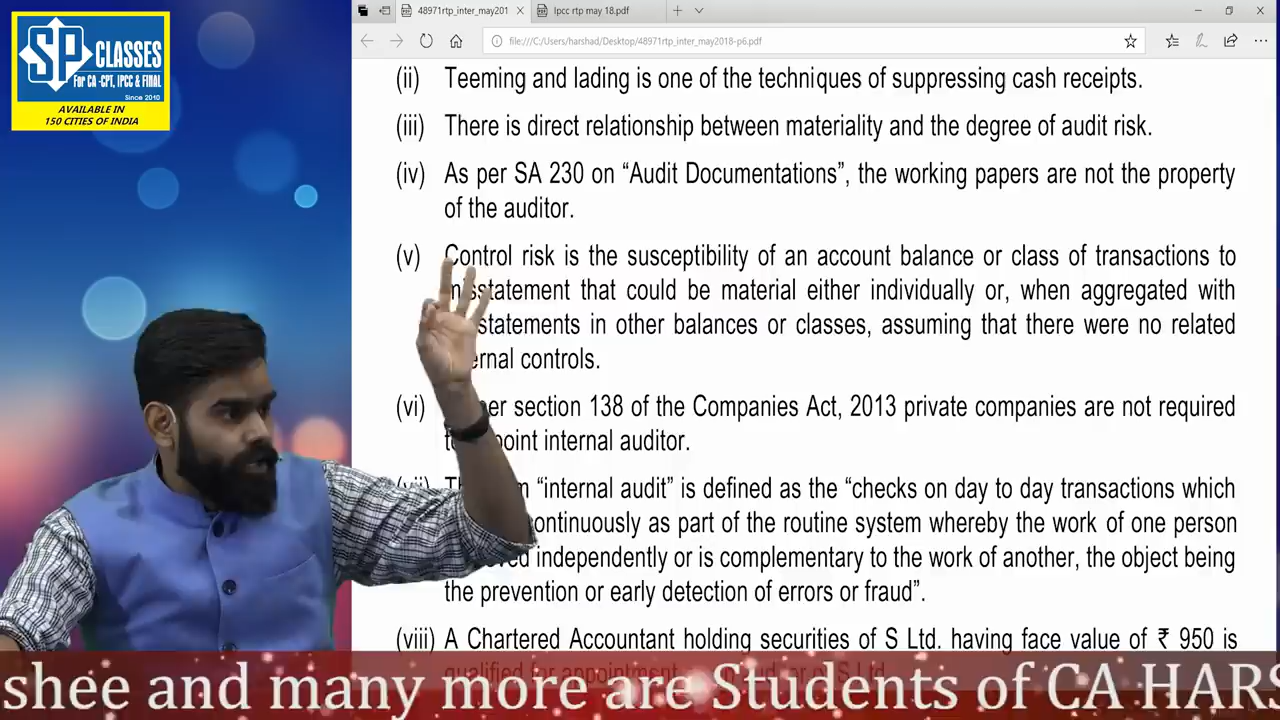 SP CLASSES
For CA -CPT, IPCC & FINAL
Since 2010
AVAILABLE IN
150 CITIES OF INDIA
48971rtp_inter_may201
Ipcc rtp may 18.pdf
file:///C:/Users/harshad/Desktop/48971rtp_inter_may2018-p6.pdf
(ii) Teeming and lading is one of the techniques of suppressing cash receipts.
(iii) There is direct relationship between materiality and the degree of audit risk.
(iv) As per SA 230 on “Audit Documentations”, the working papers are not the property
of the auditor.
(v) Control risk is the susceptibility of an account balance or class of transactions to
misstatement that could be material either individually or, when aggregated with
statements in other balances or classes, assuming that there were no related
ernal controls.
(vi) per section 138 of the Companies Act, 2013 private companies are not required
point internal auditor.
(vii) “internal audit” is defined as the “checks on day to day transactions which
ontinuously as part of the routine system whereby the work of one person
independently or is complementary to the work of another, the object being
the prevention or early detection of errors or fraud”.
(viii) A Chartered Accountant holding securities of S Ltd. having face value of ₹ 950 is
qualified for appointment S Ltd.
shee and many more are Students of CA HARS